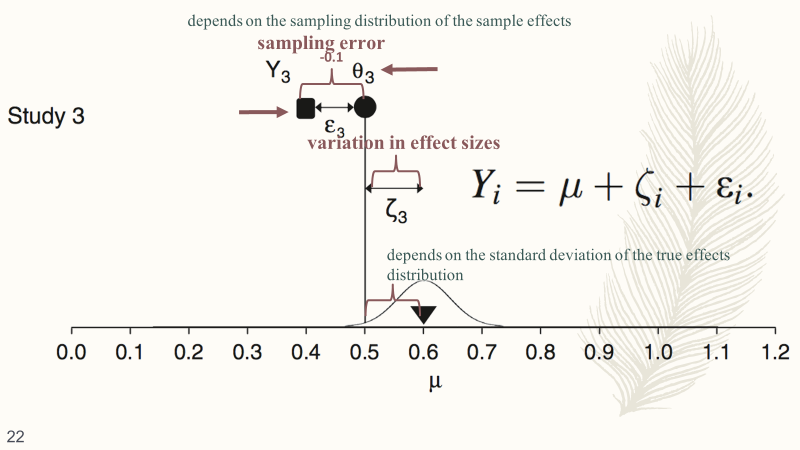 depends on the sampling distribution of the sample effects
sampling error
-0.1
Y3 θ3
Study 3
ε3
variation in effect sizes
Yi = μ + ζi + εi.
ζ3
depends on the standard deviation of the true effects
distribution
0.0 0.1 0.2 0.3 0.4 0.5 0.6 0.7 0.8 0.9 1.0 1.1 1.2
μ
22